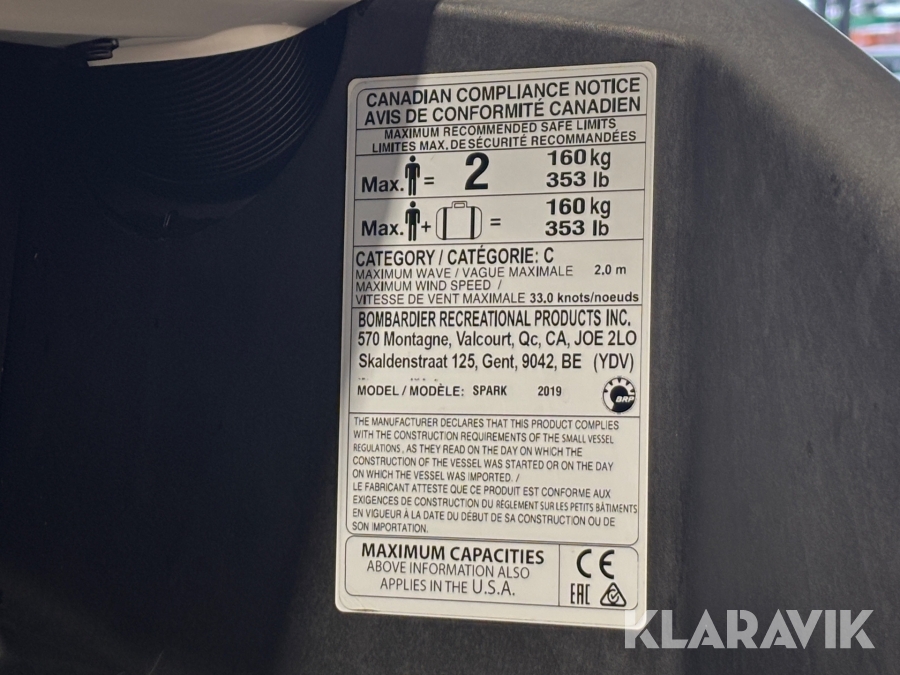 CANADIAN COMPLIANCE NOTICE
AVIS DE CONFORMITÉ CANADIEN
MAXIMUM RECOMMENDED SAFE LIMITS
LIMITES MAX. DE SÉCURITÉ RECOMMANDÉES
Max. = 2 160 kg
353 lb
Max. + = 160 kg
353 lb
CATEGORY / CATÉGORIE: C
MAXIMUM WAVE / VAGUE MAXIMALE 2.0 m
MAXIMUM WIND SPEED /
VITESSE DE VENT MAXIMALE 33,0 knots/noeuds
BOMBARDIER RECREATIONAL PRODUCTS INC.
570 Montagne, Valcourt, Qc, CA, JOE 2LO
Skaldenstraat 125, Gent, 9042, BE (YDV)
MODEL / MODÈLE: SPARK 2019
BRP
THE MANUFACTURER DECLARES THAT THIS PRODUCT COMPLIES
WITH THE CONSTRUCTION REQUIREMENTS OF THE SMALL VESSEL
REGULATIONS, AS THEY READ ON THE DAY ON WHICH THE
CONSTRUCTION OF THE VESSEL WAS STARTED OR ON THE DAY
ON WHICH THE VESSEL WAS IMPORTED. /
LE FABRICANT ATTESTE QUE CE PRODUIT EST CONFORME AUX
EXIGENCES DE CONSTRUCTION DU RÈGLEMENT SUR LES PETITS BÂTIMENTS
EN VIGUEUR À LA DATE DU DÉBUT DE SA CONSTRUCTION OU DE
SON IMPORTATION.
MAXIMUM CAPACITIES
ABOVE INFORMATION ALSO
APPLIES IN THE U.S.A.
CE
EAC
KLARAVIK